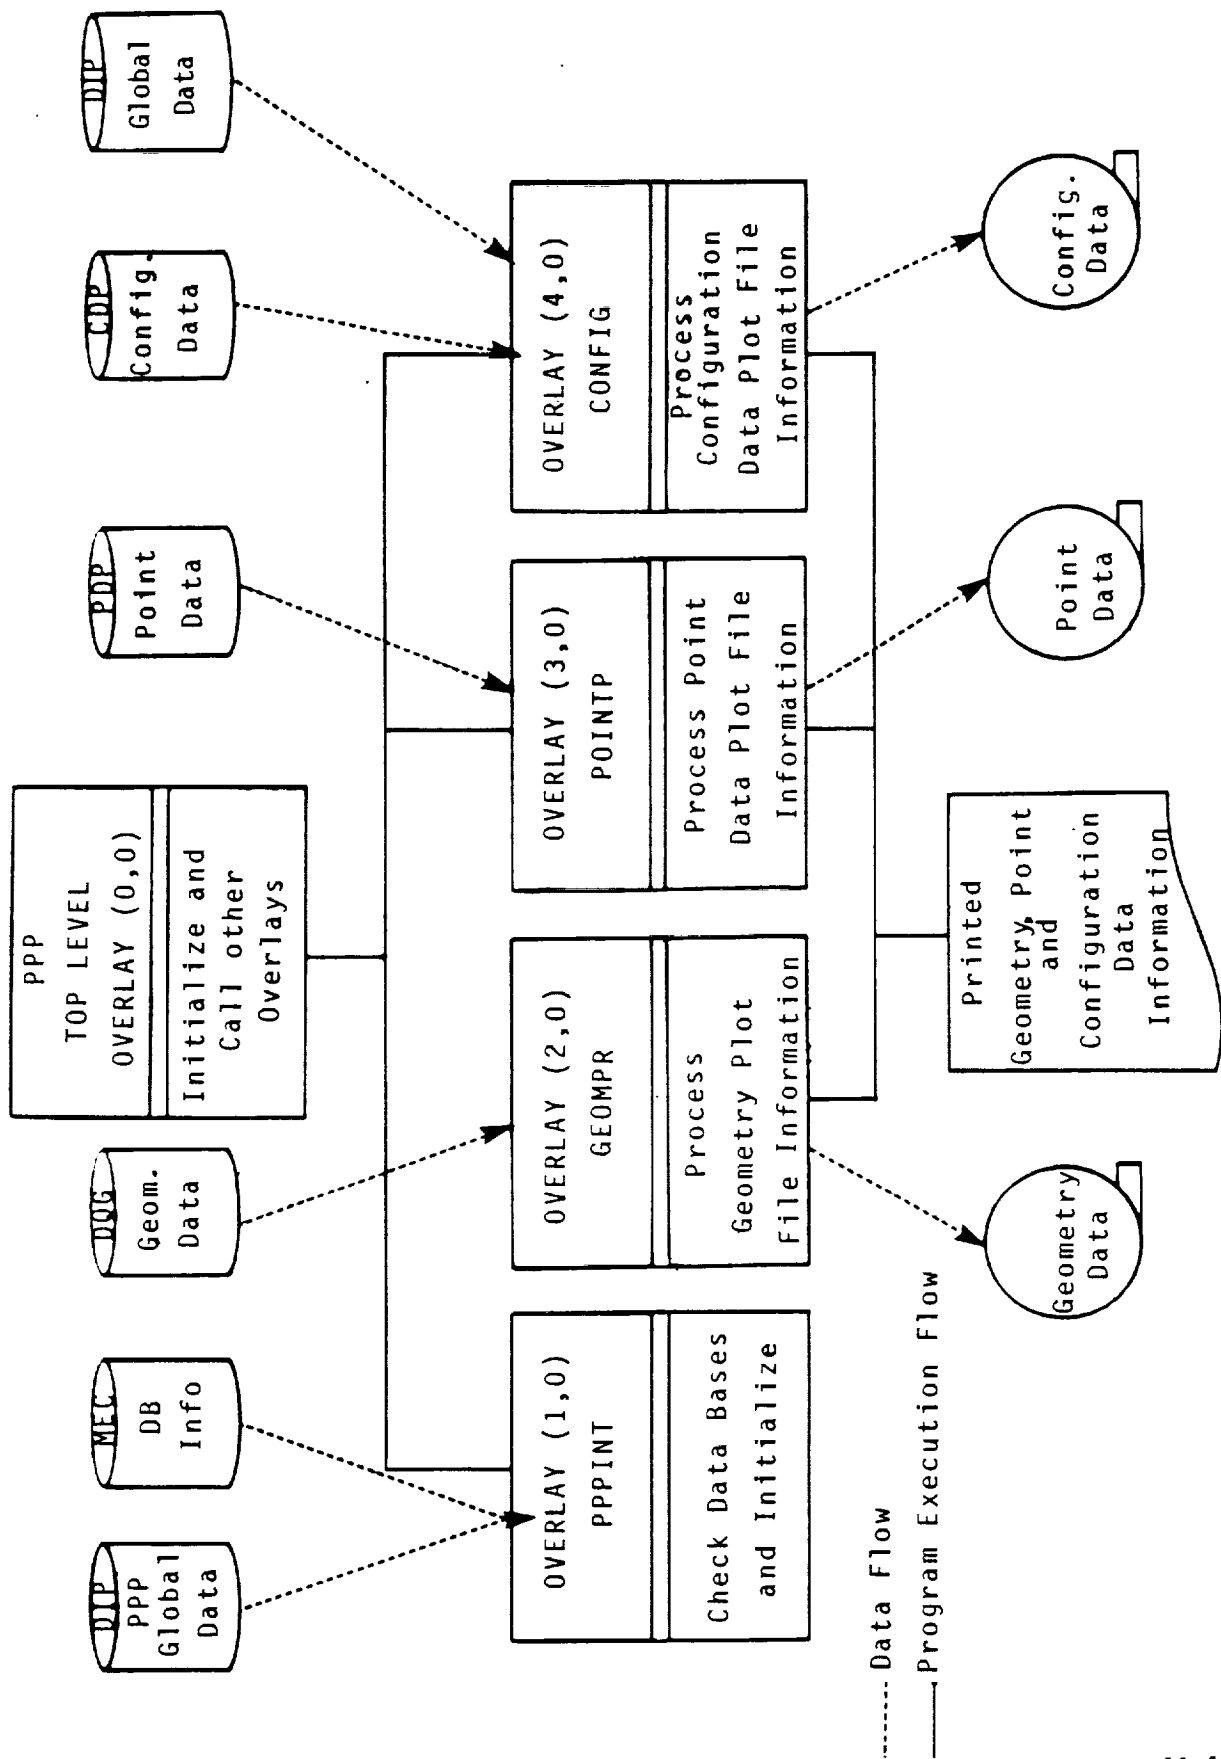 PPP
TOP LEVEL
OVERLAY (0,0)
Initialize and
Call other
Overlays
DIP
PPP
Global
Data
MEC
DB
Info
DQG
Geom.
Data
PDP
Point
Data
CDP
Config.
Data
DIP
Global
Data
OVERLAY (1,0)
PPPINT
Check Data Bases
and Initialize
OVERLAY (2,0)
GEOMPR
Process
Geometry Plot
File Information
OVERLAY (3,0)
POINTP
Process Point
Data Plot File
Information
OVERLAY (4,0)
CONFIG
Process
Configuration
Data Plot File
Information
Geometry
Data
Printed
Geometry, Point
and
Configuration
Data
Information
Point
Data
Config.
Data
Data Flow
Program Execution Flow